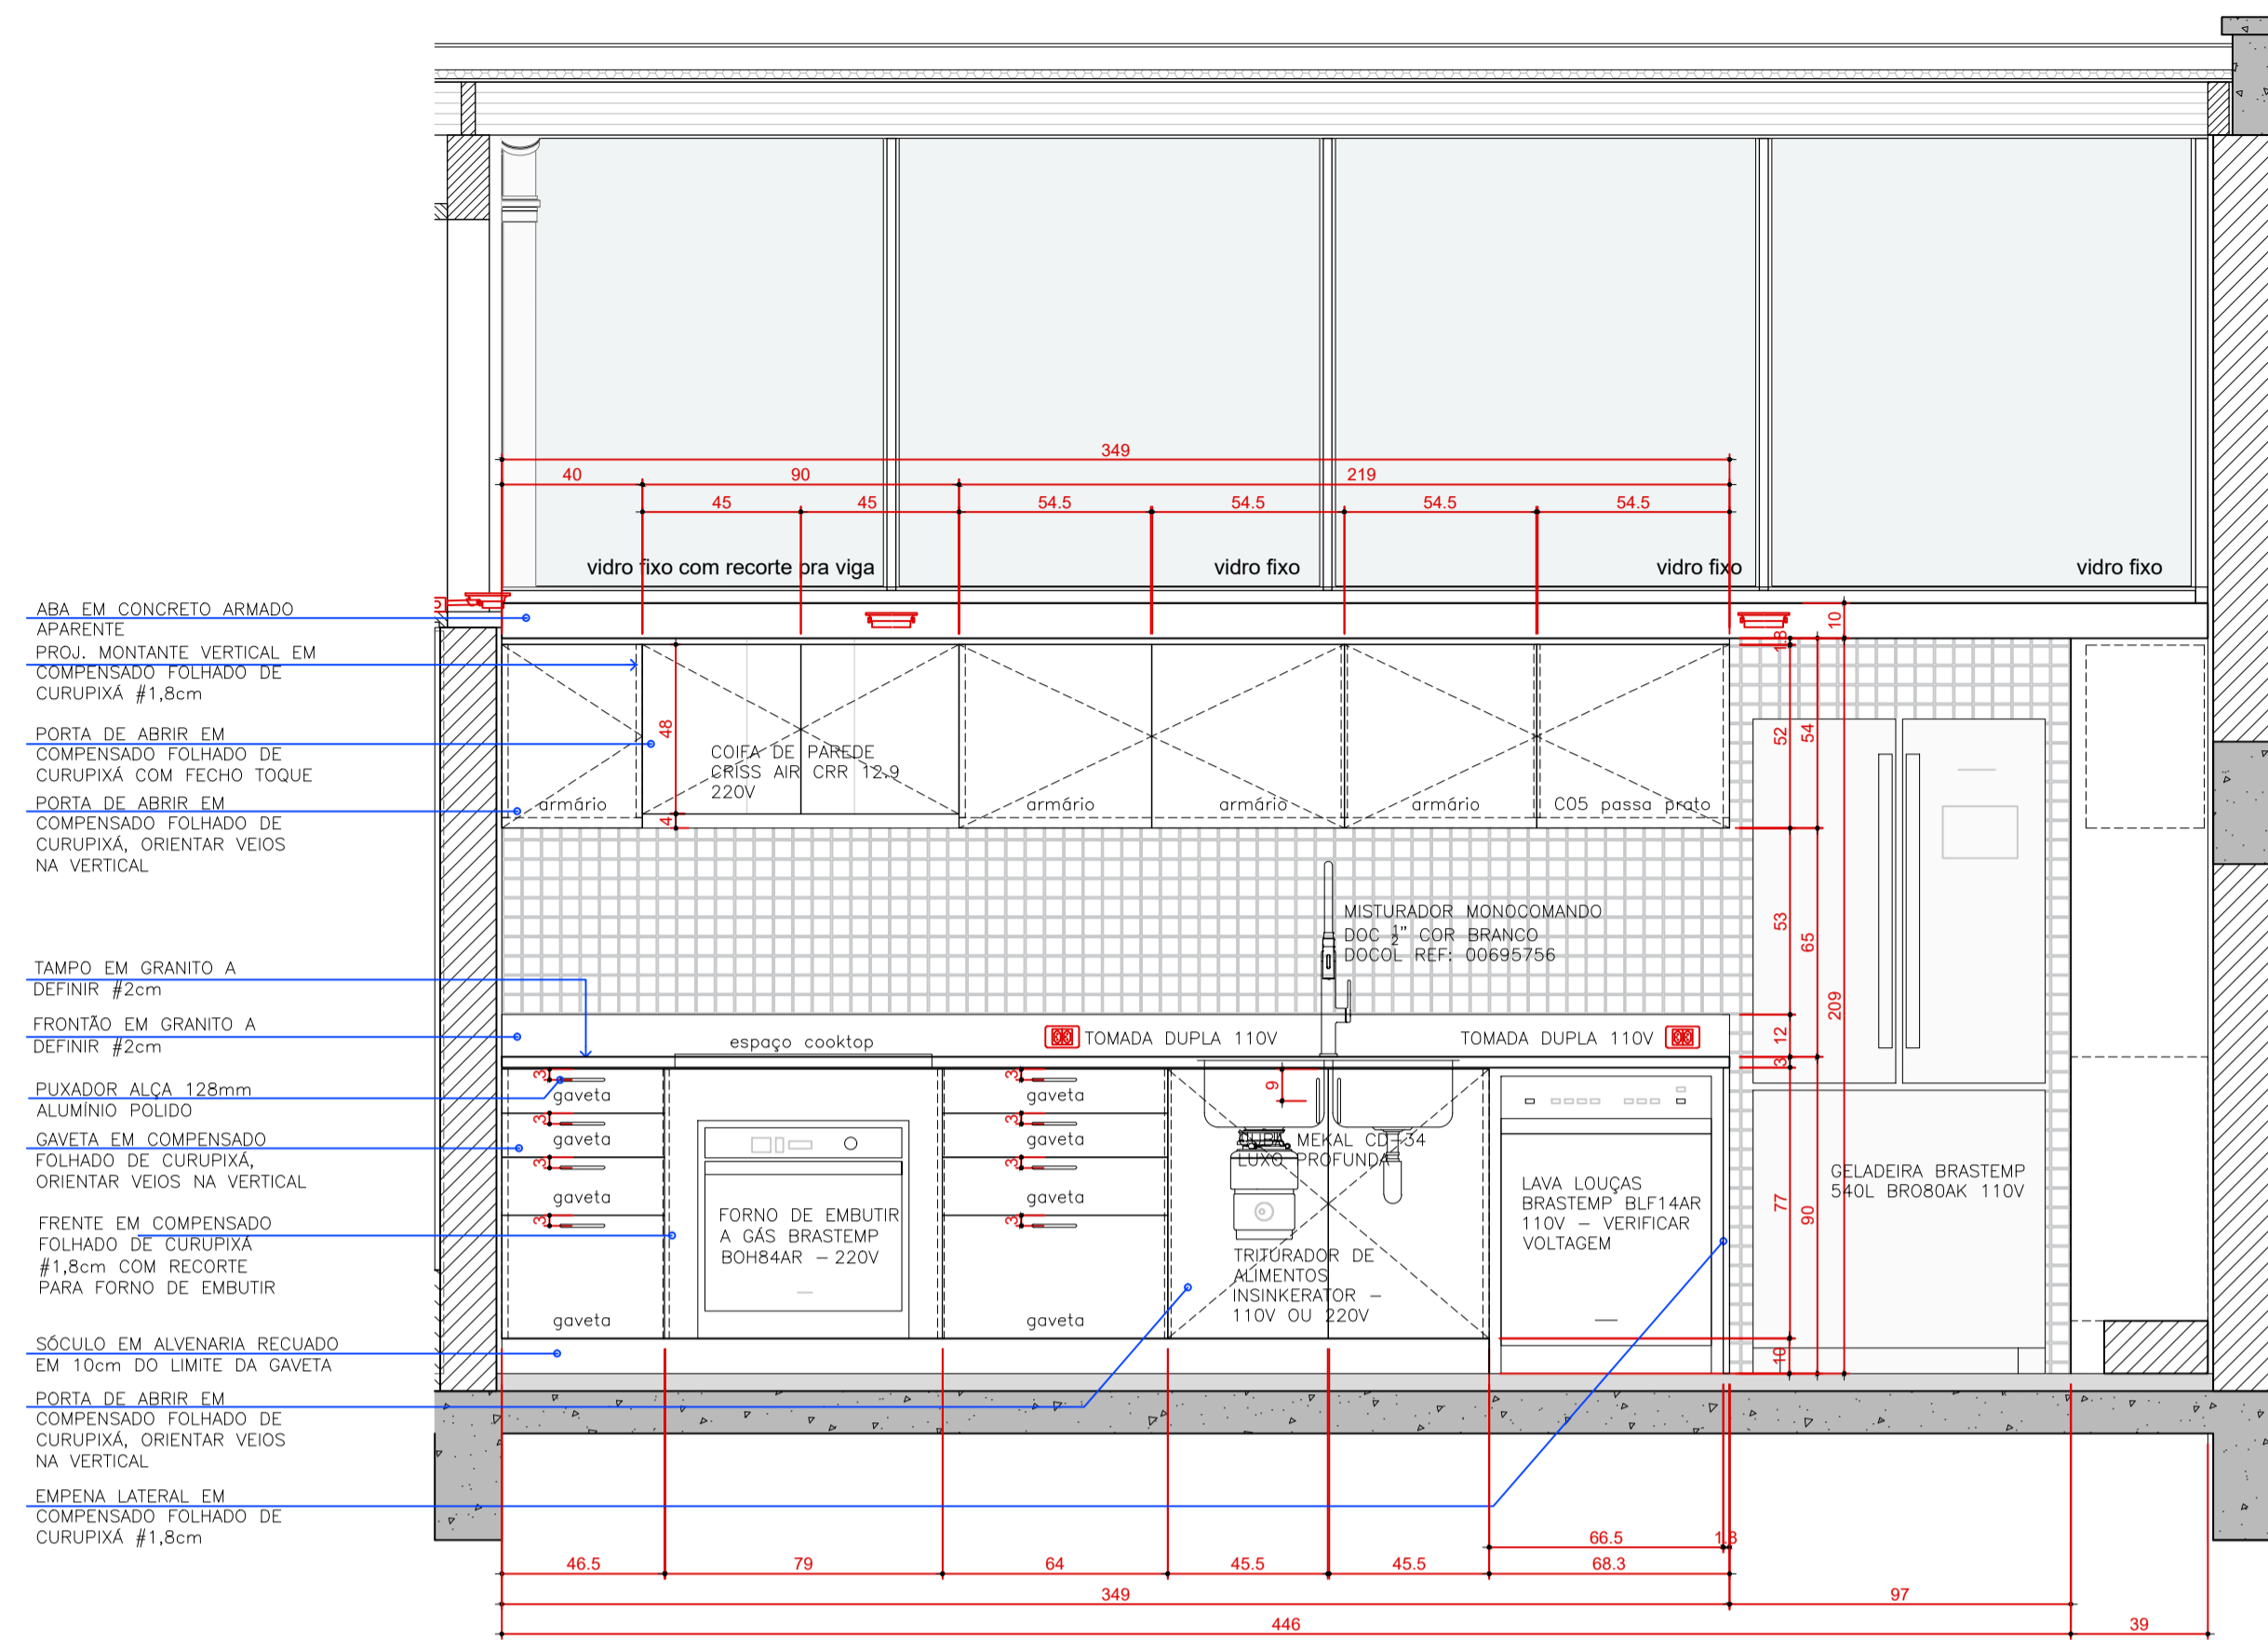 349
40
90
219
45
45
54.5
54.5
54.5
54.5
vidro fixo com recorte pra viga
vidro fixo
vidro fixo
vidro fixo
ABA EM CONCRETO ARMADO
APARENTE
PROJ. MONTANTE VERTICAL EM
COMPENSADO FOLHADO DE
CURUPIXÁ #1,8cm
PORTA DE ABRIR EM
COMPENSADO FOLHADO DE
CURUPIXÁ COM FECHO TOQUE
PORTA DE ABRIR EM
COMPENSADO FOLHADO DE
CURUPIXÁ, ORIENTAR VEIOS
NA VERTICAL
TAMPO EM GRANITO A
DEFINIR #2cm
FRONTÃO EM GRANITO A
DEFINIR #2cm
PUXADOR ALÇA 128mm
ALUMÍNIO POLIDO
GAVETA EM COMPENSADO
FOLHADO DE CURUPIXÁ,
ORIENTAR VEIOS NA VERTICAL
FRENTE EM COMPENSADO
FOLHADO DE CURUPIXÁ
#1,8cm COM RECORTE
PARA FORNO DE EMBUTIR
SÓCULO EM ALVENARIA RECUADO
EM 10cm DO LIMITE DA GAVETA
PORTA DE ABRIR EM
COMPENSADO FOLHADO DE
CURUPIXÁ, ORIENTAR VEIOS
NA VERTICAL
EMPENA LATERAL EM
COMPENSADO FOLHADO DE
CURUPIXÁ #1,8cm
48
4
COIFA DE PAREDE
CRISS AIR CRR 12.9
220V
armário
armário
armário
armário
C05 passa prato
MISTURADOR MONOCOMANDO
DOC ½" COR BRANCO
DOCOL REF: 00695756
espaço cooktop
TOMADA DUPLA 110V
TOMADA DUPLA 110V
3
3
3
3
gaveta
gaveta
gaveta
gaveta
FORNO DE EMBUTIR
A GÁS BRASTEMP
BOH84AR – 220V
3
3
3
3
gaveta
gaveta
gaveta
gaveta
9
MEKAL CD-34
LUXO PROFUNDA
TRITURADOR DE
ALIMENTOS
INSINKERATOR –
110V OU 220V
LAVA LOUÇAS
BRASTEMP BLF14AR
110V – VERIFICAR
VOLTAGEM
GELADEIRA BRASTEMP
540L BRO80AK 110V
10
1.8
52
54
53
65
209
12
3
77
90
10
66.5
1.8
46.5
79
64
45.5
45.5
68.3
349
97
446
39